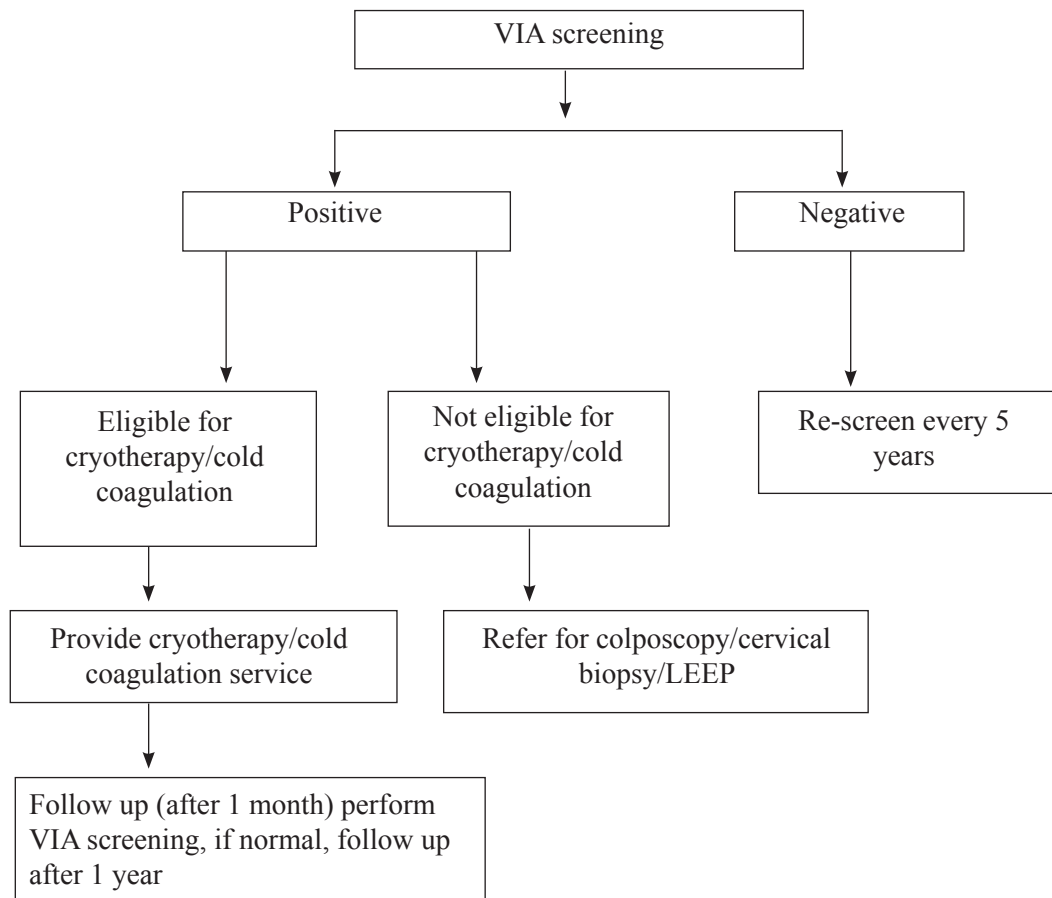 VIA screening
Positive
Negative
Eligible for
cryotherapy/cold
coagulation
Not eligible for
cryotherapy/cold
coagulation
Re-screen every 5
years
Provide cryotherapy/cold
coagulation service
Refer for colposcopy/cervical
biopsy/LEEP
Follow up (after 1 month) perform
VIA screening, if normal, follow up
after 1 year